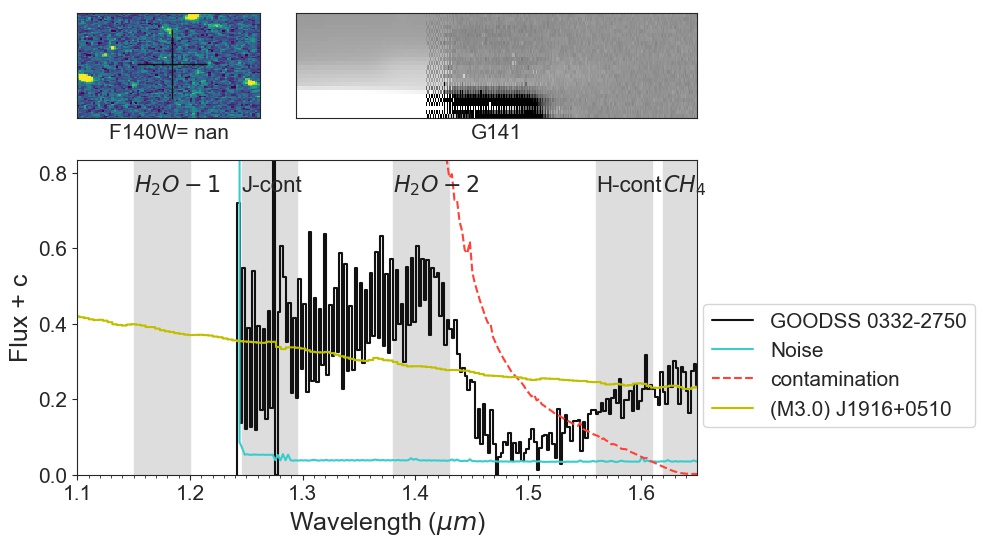 F140W= nan
G141
H₂O − 1
J-cont
H₂O − 2
H-cont
CH₄
0.8
0.6
0.4
0.2
0.0
Flux + c
1.1
1.2
1.3
1.4
1.5
1.6
Wavelength (μm)
GOODSS 0332-2750
Noise
contamination
(M3.0) J1916+0510